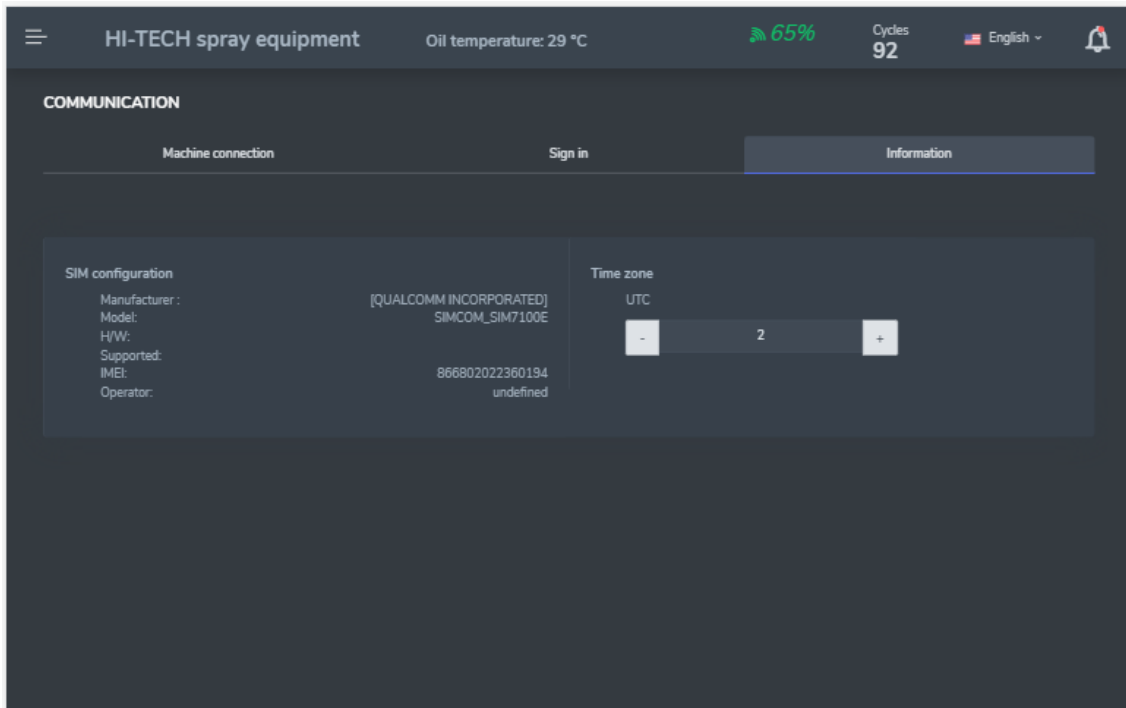 HI-TECH spray equipment Oil temperature: 29 °C 65% Cycles English
92
COMMUNICATION
Machine connection Sign in Information
SIM configuration Time zone
Manufacturer : [QUALCOMM INCORPORATED] UTC
Model: SIMCOM_SIM7100E
H/W: - 2 +
Supported:
IMEI: 866802022360194
Operator: undefined